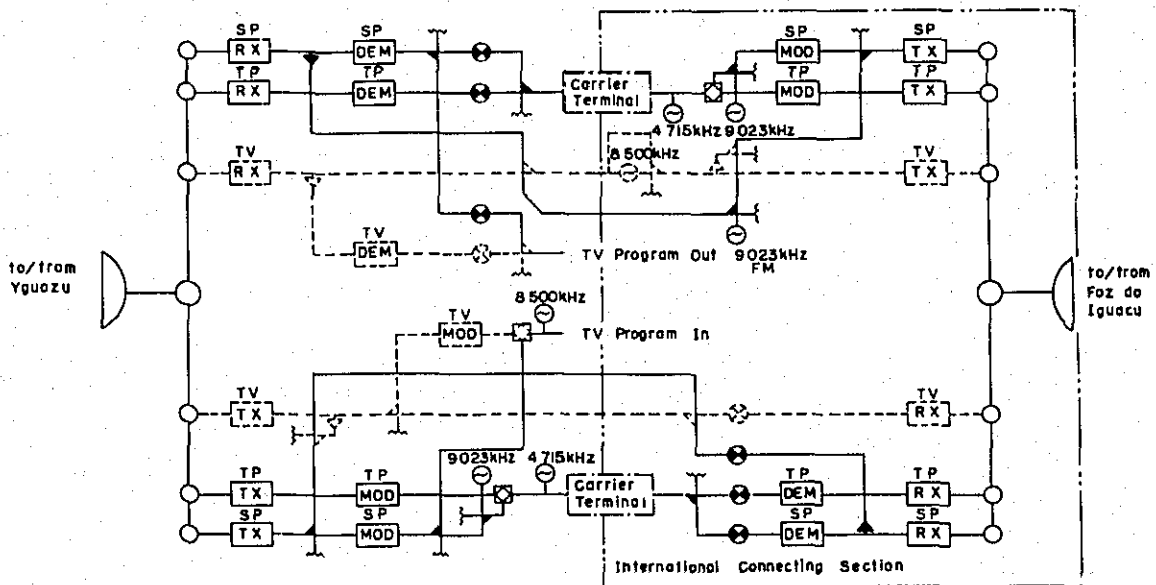 SP
RX
SP
DEM
TP
RX
TP
DEM
Carrier
Terminal
SP
MOD
SP
TX
TP
MOD
TP
TX
4 715kHz
9 023kHz
8 500kHz
TV
RX
TV
TX
TV
DEM
TV Program Out
9 023kHz
FM
to/from
Yguazu
to/from
Foz do
Iguacu
8 500kHz
TV
MOD
TV Program In
TV
TX
TV
RX
9 023kHz
4 715kHz
TP
TX
TP
MOD
Carrier
Terminal
TP
DEM
TP
RX
SP
TX
SP
MOD
SP
DEM
SP
RX
International Connecting Section